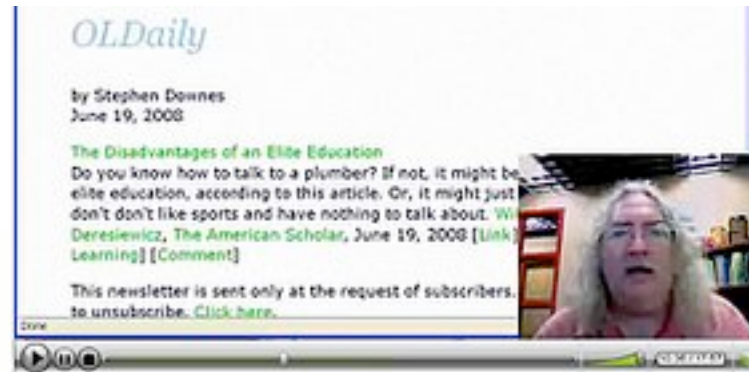 OLDaily
by Stephen Downes
June 19, 2008
The Disadvantages of an Elite Education
Do you know how to talk to a plumber? If not, it might be
elite education, according to this article. Or, it might just
don't don't like sports and have nothing to talk about.
Deresiewicz, The American Scholar, June 19, 2008 [Link]
Learning] [Comment]
This newsletter is sent only at the request of subscribers.
to unsubscribe. Click here.
Done